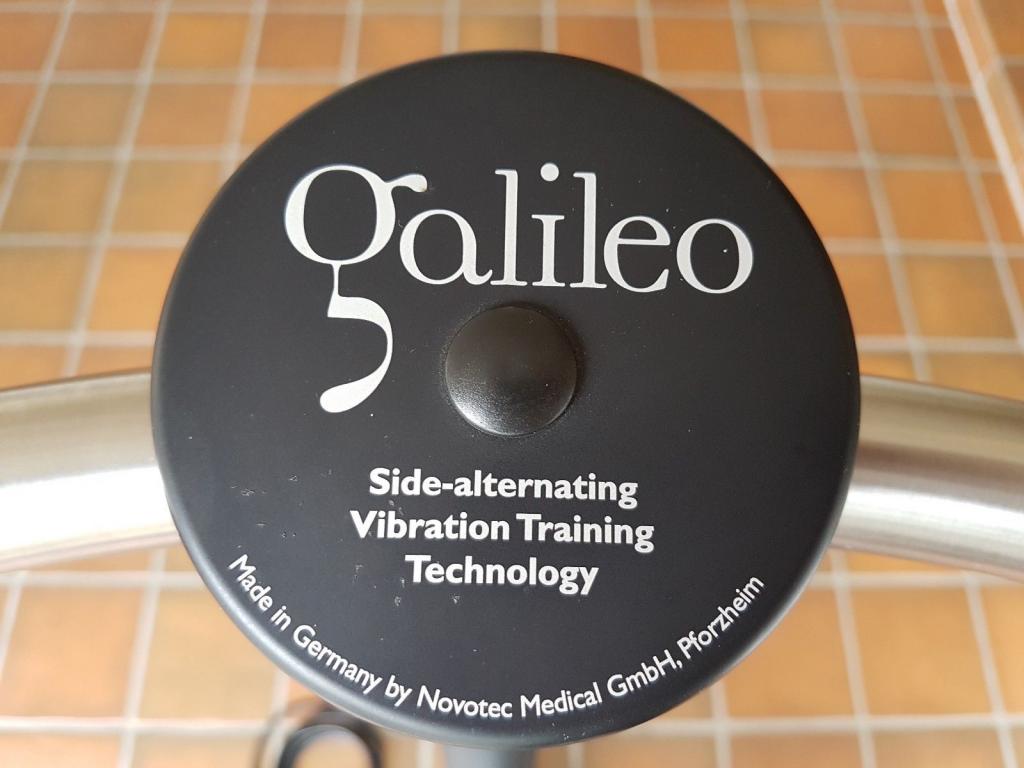 galileo
Side-alternating
Vibration Training
Technology
Made in Germany by Novotec Medical GmbH, Pforzheim